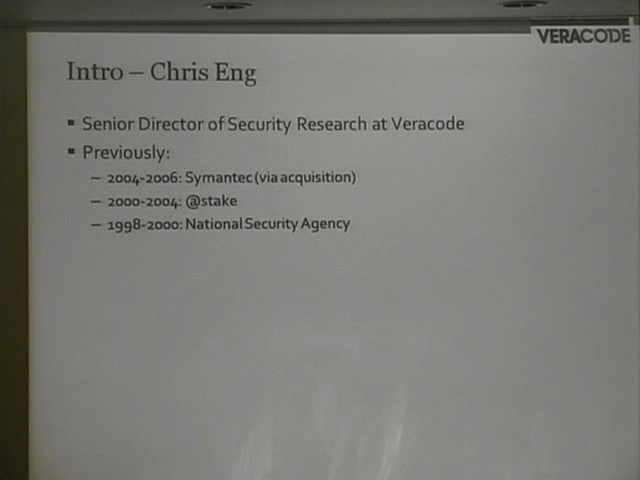 VERACODE
Intro – Chris Eng
▪ Senior Director of Security Research at Veracode
▪ Previously:
– 2004-2006: Symantec (via acquisition)
– 2000-2004: @stake
– 1998-2000: National Security Agency